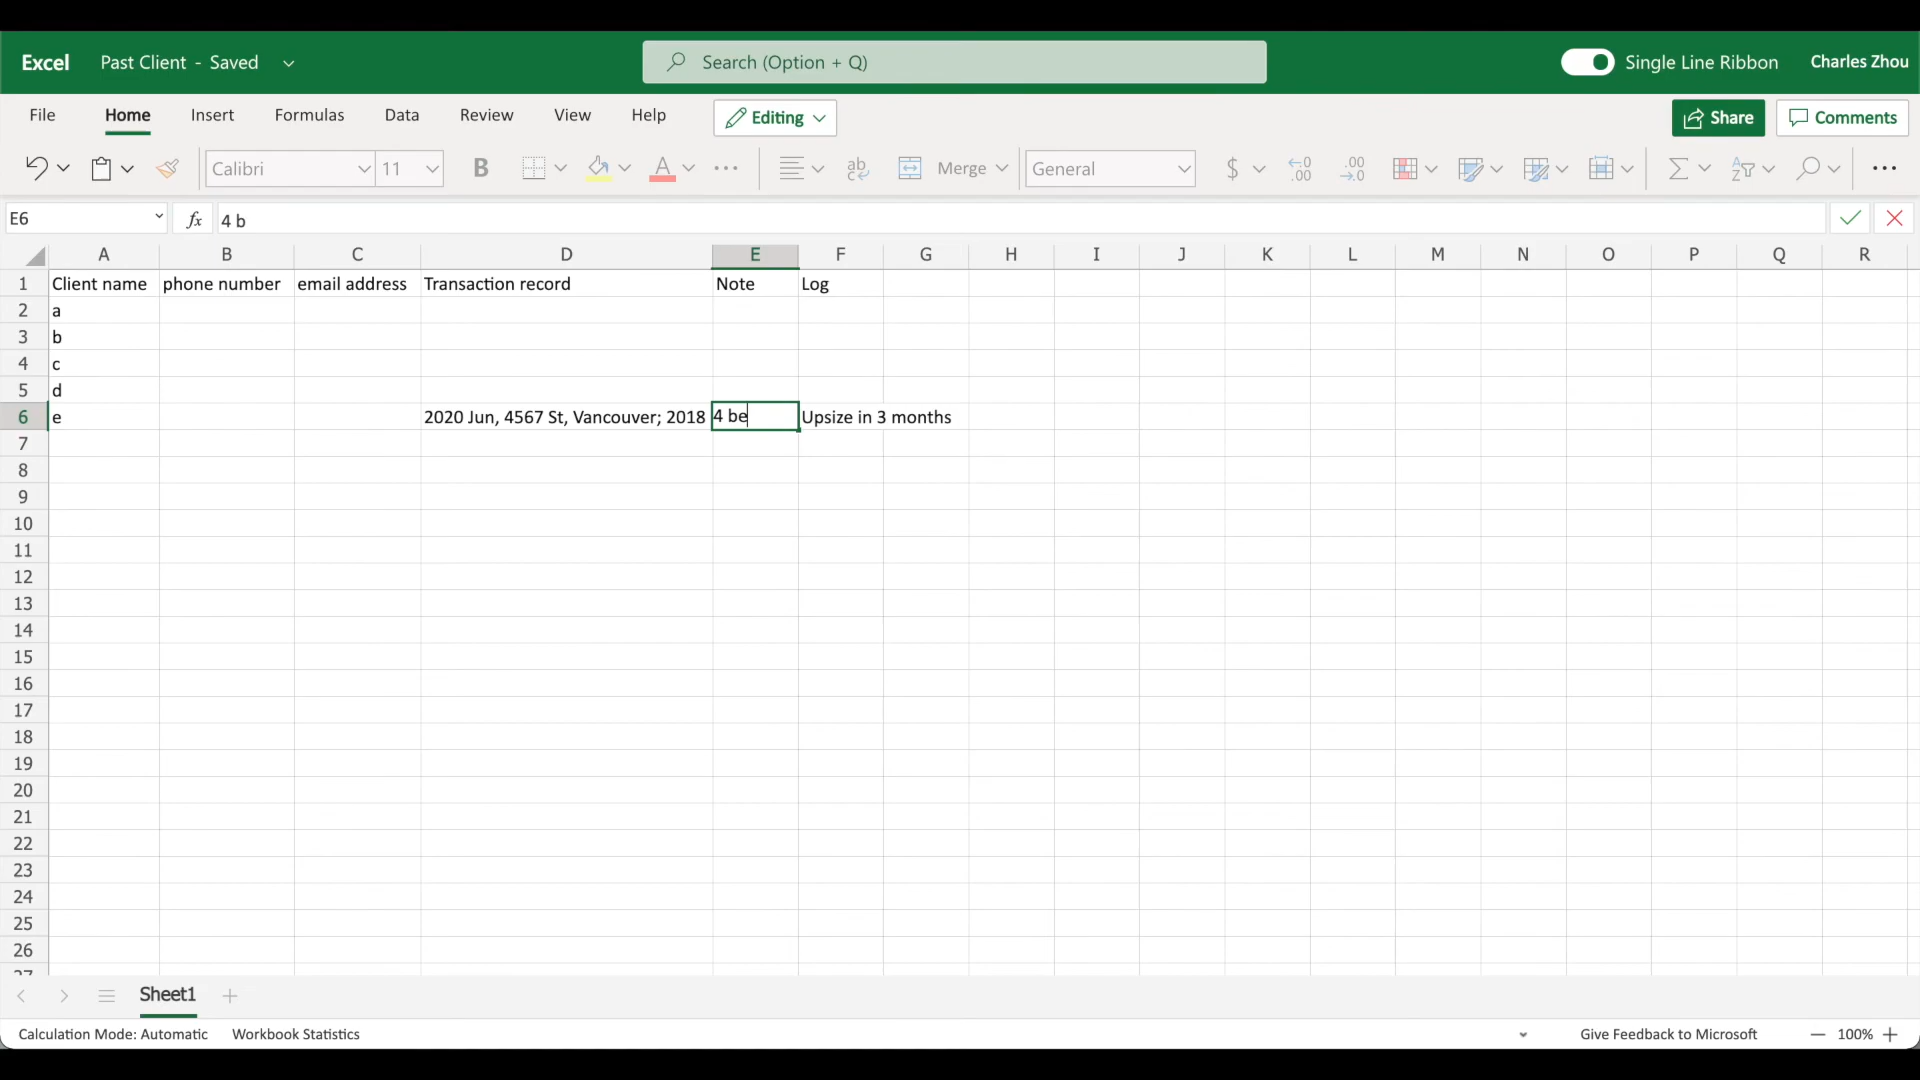 Excel Past Client - Saved Search (Option + Q) Single Line Ribbon Charles Zhou
File Home Insert Formulas Data Review View Help Editing Share Comments
Calibri 11 B A ab c Merge General $ .00 .00 A Z
E6 fx 4 b
A B C D E F G H I J K L M N O P Q R
1 Client name phone number email address Transaction record Note Log
2 a
3 b
4 c
5 d
6 e 2020 Jun, 4567 St, Vancouver; 2018 4 be Upsize in 3 months
7
8
9
10
11
12
13
14
15
16
17
18
19
20
21
22
23
24
25
26
27
Sheet1
Calculation Mode: Automatic Workbook Statistics Give Feedback to Microsoft 100%